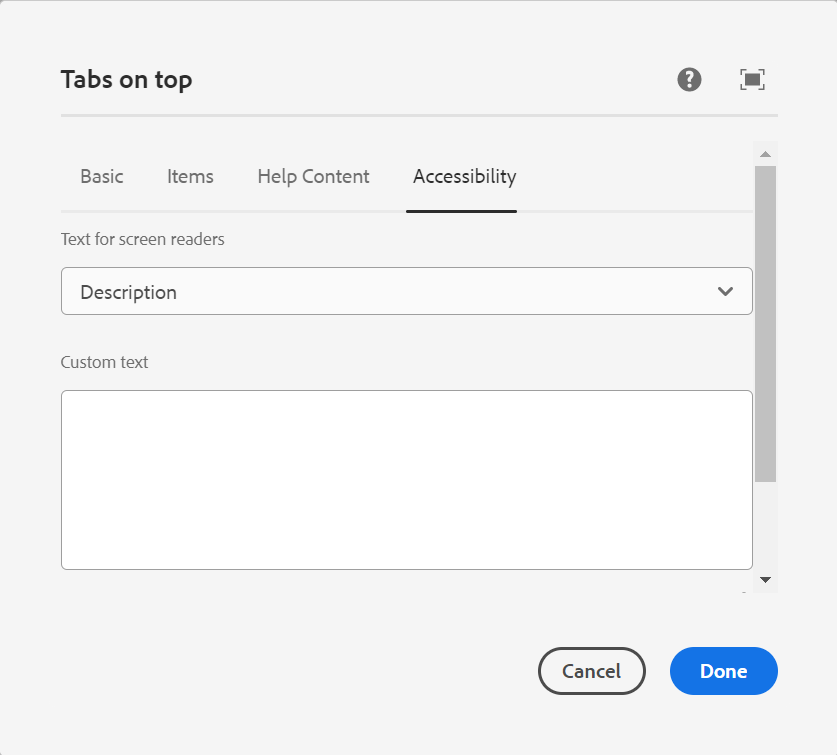 Tabs on top
Basic Items Help Content Accessibility
Text for screen readers
Description
Custom text
Cancel Done